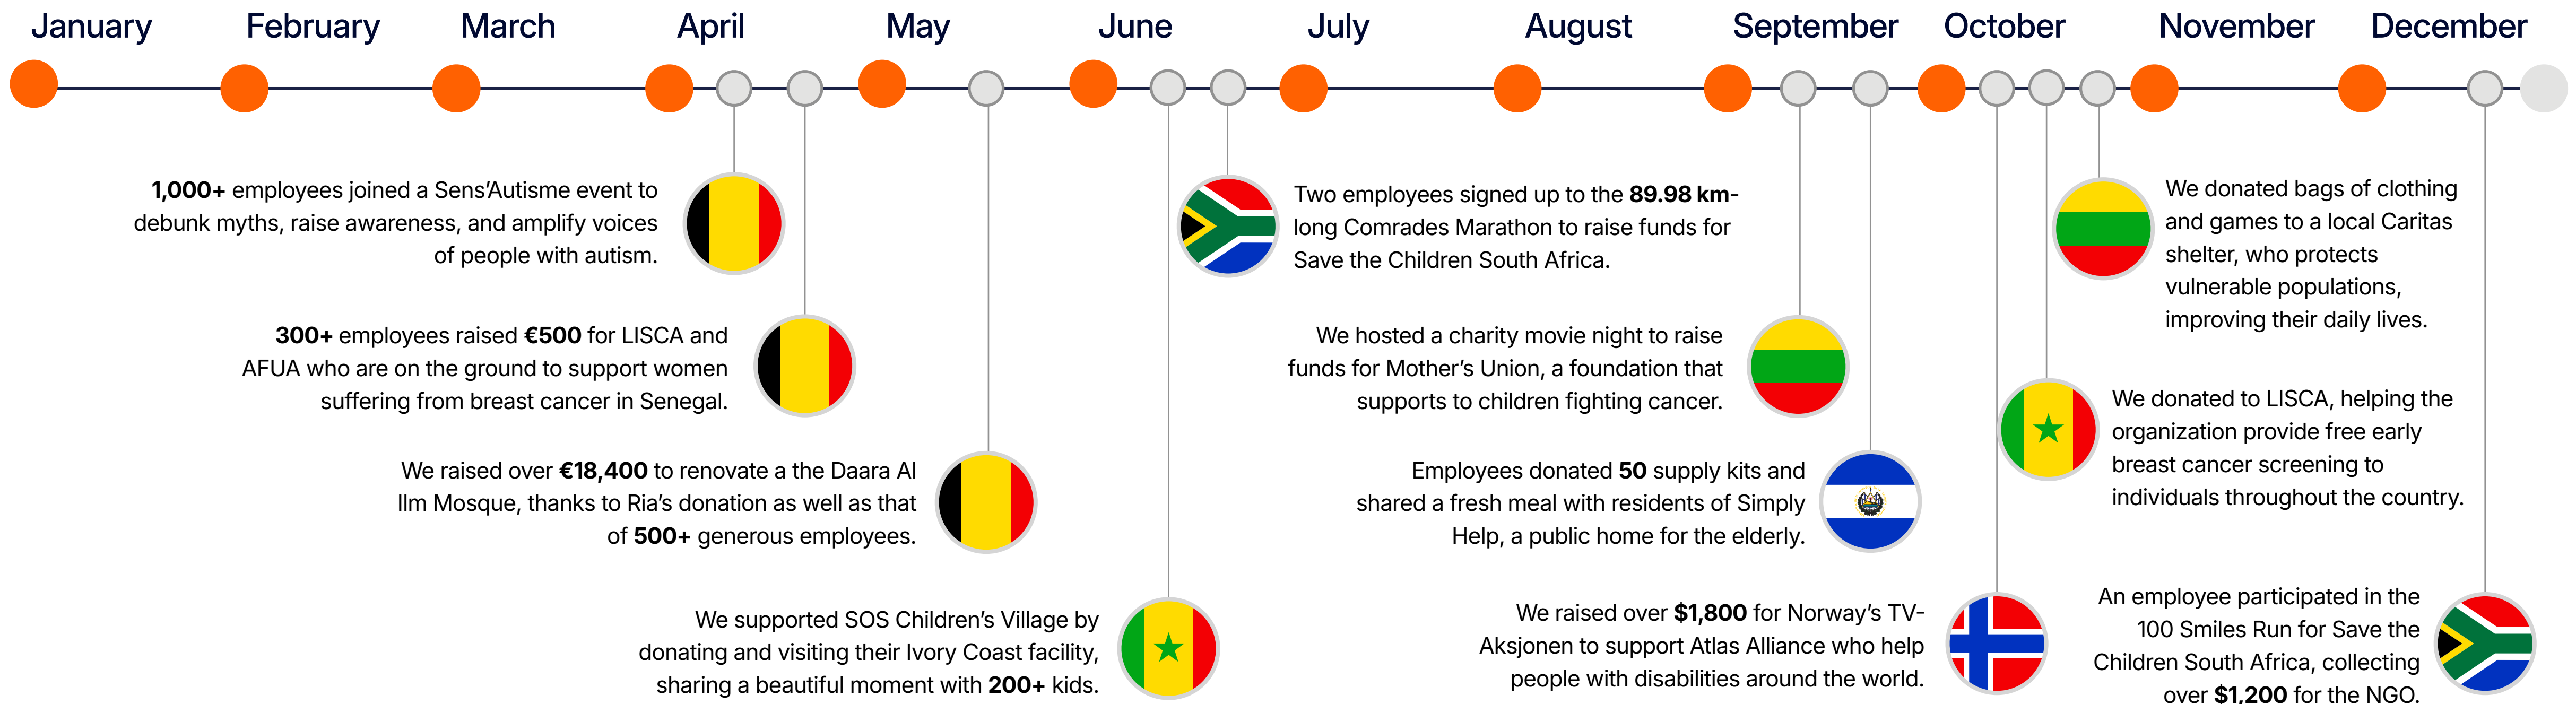 January February March April May June July August September October November December
1,000+ employees joined a Sens'Autisme event to
debunk myths, raise awareness, and amplify voices
of people with autism.
300+ employees raised €500 for LISCA and
AFUA who are on the ground to support women
suffering from breast cancer in Senegal.
We raised over €18,400 to renovate a the Daara Al
Ilm Mosque, thanks to Ria's donation as well as that
of 500+ generous employees.
We supported SOS Children's Village by
donating and visiting their Ivory Coast facility,
sharing a beautiful moment with 200+ kids.
Two employees signed up to the 89.98 km-
long Comrades Marathon to raise funds for
Save the Children South Africa.
We hosted a charity movie night to raise
funds for Mother's Union, a foundation that
supports to children fighting cancer.
Employees donated 50 supply kits and
shared a fresh meal with residents of Simply
Help, a public home for the elderly.
We raised over $1,800 for Norway's TV-
Aksjonen to support Atlas Alliance who help
people with disabilities around the world.
We donated bags of clothing
and games to a local Caritas
shelter, who protects
vulnerable populations,
improving their daily lives.
We donated to LISCA, helping the
organization provide free early
breast cancer screening to
individuals throughout the country.
An employee participated in the
100 Smiles Run for Save the
Children South Africa, collecting
over $1,200 for the NGO.